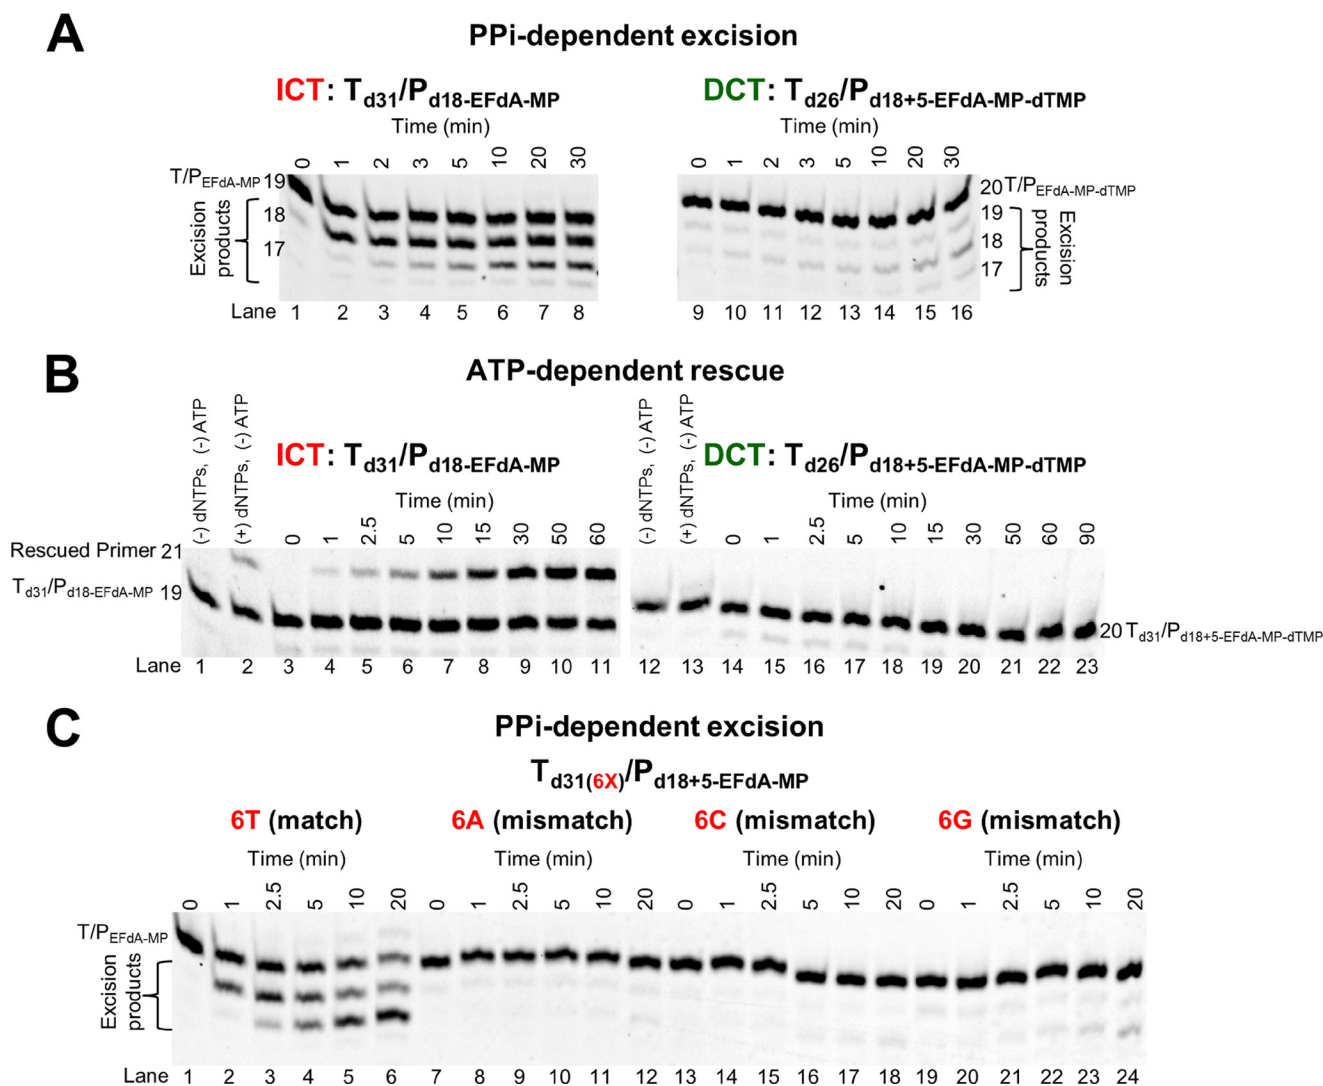 A
PPi-dependent excision
ICT: Td31/Pd18-EFdA-MP
DCT: Td26/Pd18+5-EFdA-MP-dTMP
Time (min)
Time (min)
0 1 2 3 5 10 20 30
0 1 2 3 5 10 20 30
T/PEFdA-MP 19
18
17
Excision products
20 T/PEFdA-MP-dTMP
19
18
17
Excision products
Lane 1 2 3 4 5 6 7 8
9 10 11 12 13 14 15 16
B
ATP-dependent rescue
(-) dNTPs, (-) ATP
(+) dNTPs, (-) ATP
ICT: Td31/Pd18-EFdA-MP
(-) dNTPs, (-) ATP
(+) dNTPs, (-) ATP
DCT: Td26/Pd18+5-EFdA-MP-dTMP
Time (min)
Time (min)
0 1 2.5 5 10 15 30 50 60
0 1 2.5 5 10 15 30 50 60 90
Rescued Primer 21
Td31/Pd18-EFdA-MP 19
20 Td31/Pd18+5-EFdA-MP-dTMP
Lane 1 2 3 4 5 6 7 8 9 10 11
12 13 14 15 16 17 18 19 20 21 22 23
C
PPi-dependent excision
Td31(6X)/Pd18+5-EFdA-MP
6T (match)
6A (mismatch)
6C (mismatch)
6G (mismatch)
Time (min)
Time (min)
Time (min)
Time (min)
0 1 2.5 5 10 20 0 1 2.5 5 10 20 0 1 2.5 5 10 20 0 1 2.5 5 10 20
T/PEFdA-MP
Excision products
Lane 1 2 3 4 5 6 7 8 9 10 11 12 13 14 15 16 17 18 19 20 21 22 23 24